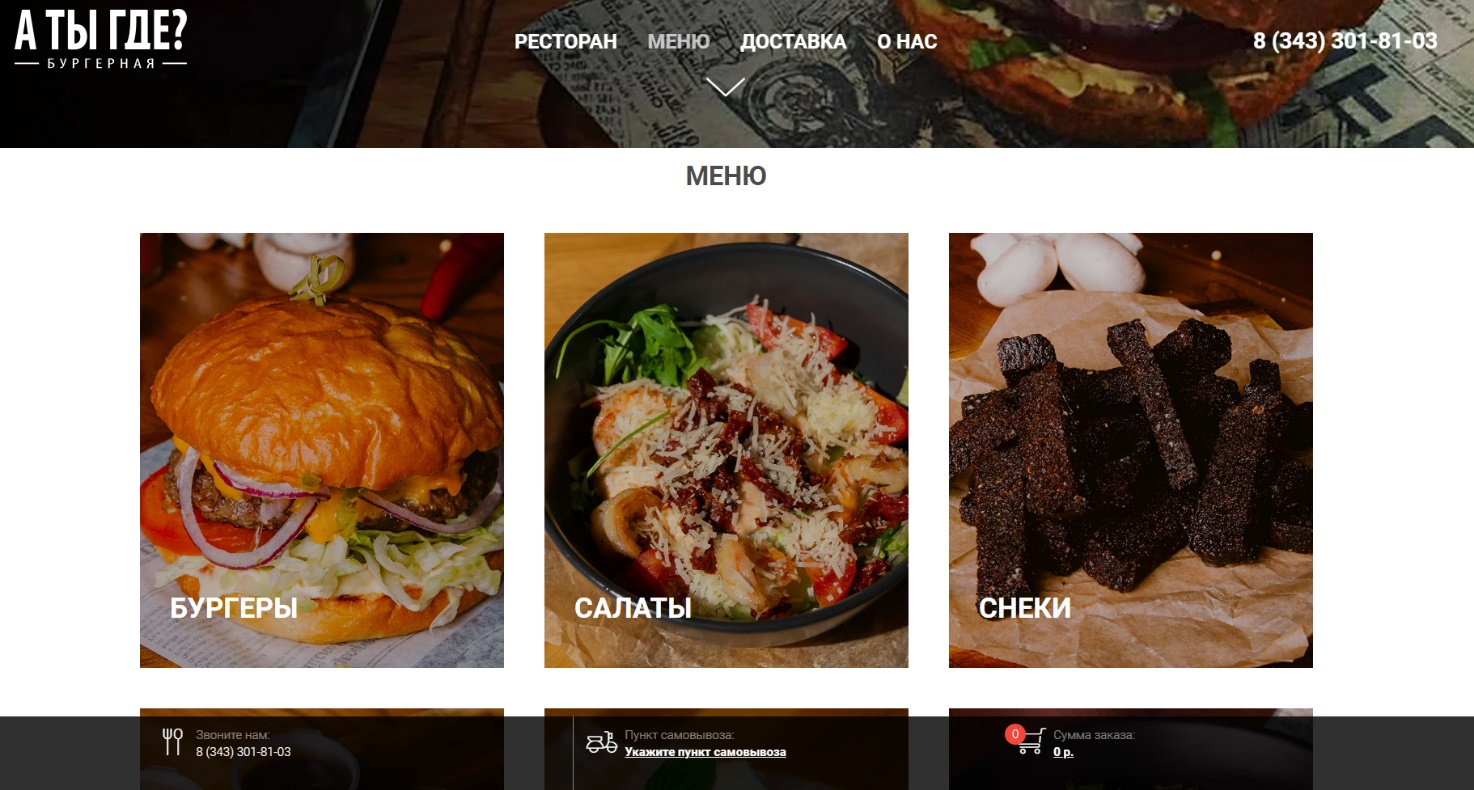 А ТЫ ГДЕ?
БУРГЕРНАЯ
РЕСТОРАН МЕНЮ ДОСТАВКА О НАС
8 (343) 301-81-03
МЕНЮ
БУРГЕРЫ
САЛАТЫ
СНЕКИ
Звоните нам:
8 (343) 301-81-03
Пункт самовывоза:
Укажите пункт самовывоза
0
Сумма заказа:
0 р.